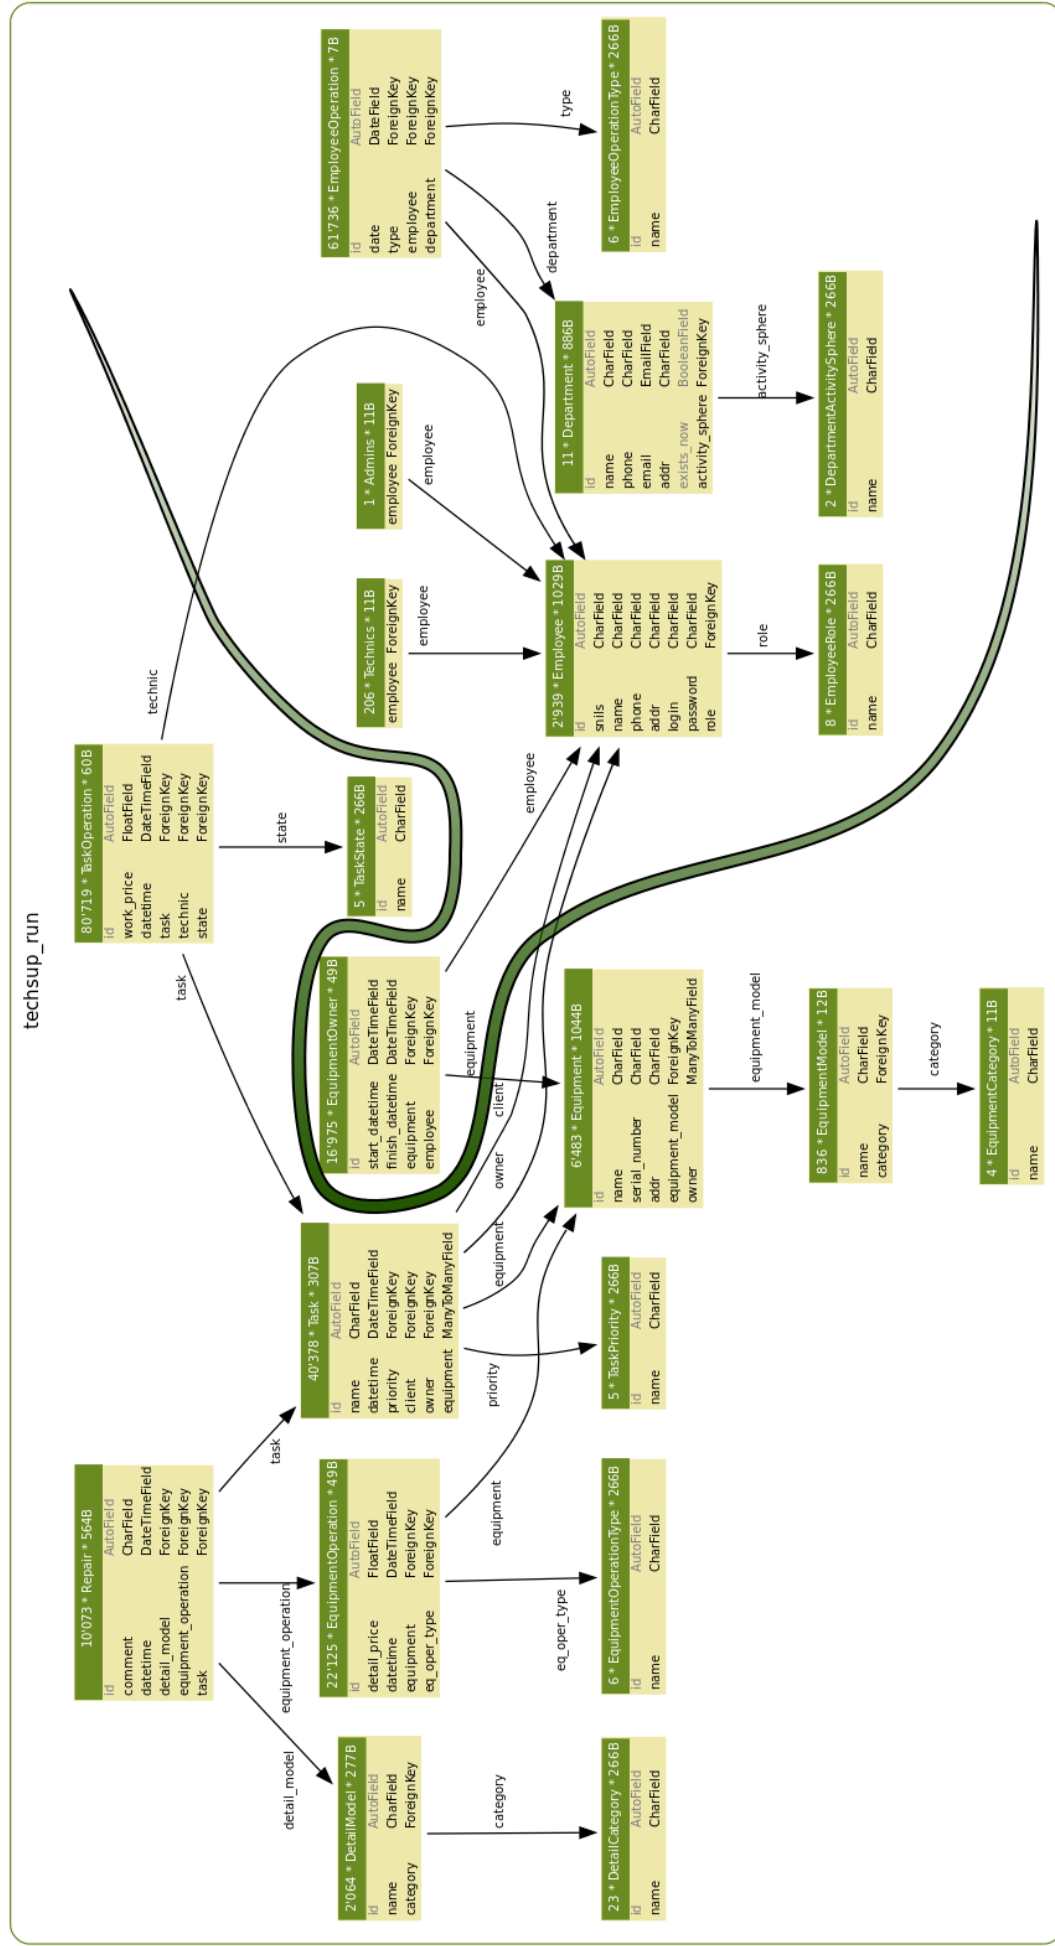 techsup_run
10'073 * Repair * 564B
id AutoField
comment CharField
datetime DateTimeField
detail_model ForeignKey
equipment_operation ForeignKey
task ForeignKey
80'719 * TaskOperation * 60B
id AutoField
work_price FloatField
datetime DateTimeField
task ForeignKey
technic ForeignKey
state ForeignKey
detail_model
equipment_operation
task
task
state
technic
2'064 * DetailModel * 277B
id AutoField
name CharField
category ForeignKey
22'125 * EquipmentOperation * 49B
id AutoField
detail_price FloatField
datetime DateTimeField
equipment ForeignKey
eq_oper_type ForeignKey
40'378 * Task * 307B
id AutoField
name CharField
datetime DateTimeField
priority ForeignKey
client ForeignKey
owner ForeignKey
equipment ManyToManyField
16'975 * EquipmentOwner * 49B
id AutoField
start_datetime DateTimeField
finish_datetime DateTimeField
equipment ForeignKey
employee ForeignKey
5 * TaskState * 266B
id AutoField
name CharField
206 * Technics * 11B
employee ForeignKey
1 * Admins * 11B
employee ForeignKey
61'736 * EmployeeOperation * 7B
id AutoField
date DateField
type ForeignKey
employee ForeignKey
department ForeignKey
category
eq_oper_type
equipment
priority
equipment
owner
client
equipment
employee
employee
employee
employee
department
type
23 * DetailCategory * 266B
id AutoField
name CharField
6 * EquipmentOperationType * 266B
id AutoField
name CharField
5 * TaskPriority * 266B
id AutoField
name CharField
6'483 * Equipment * 1044B
id AutoField
name CharField
serial_number CharField
addr CharField
equipment_model ForeignKey
owner ManyToManyField
2'939 * Employee * 1029B
id AutoField
snils CharField
name CharField
phone CharField
addr CharField
login CharField
password CharField
role ForeignKey
11 * Department * 886B
id AutoField
name CharField
phone CharField
email EmailField
addr CharField
exists_now BooleanField
activity_sphere ForeignKey
6 * EmployeeOperationType * 266B
id AutoField
name CharField
equipment_model
role
activity_sphere
836 * EquipmentModel * 12B
id AutoField
name CharField
category ForeignKey
8 * EmployeeRole * 266B
id AutoField
name CharField
2 * DepartmentActivitySphere * 266B
id AutoField
name CharField
category
4 * EquipmentCategory * 11B
id AutoField
name CharField